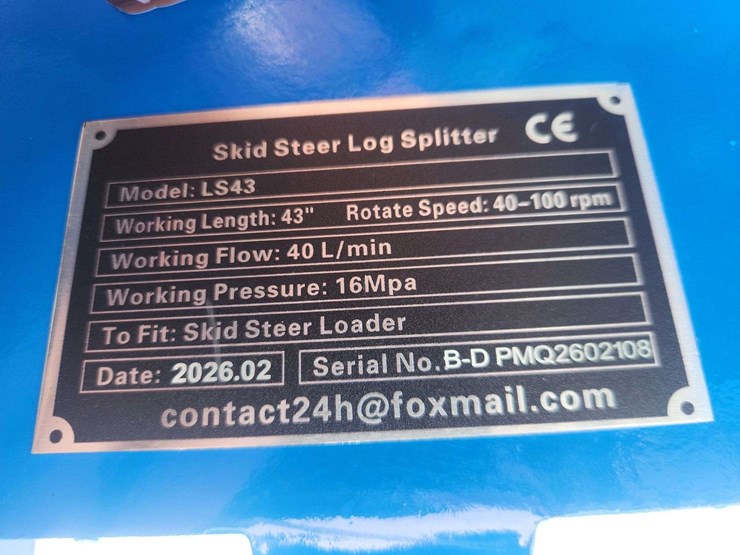 Skid Steer Log Splitter CE
Model: LS43
Working Length: 43" Rotate Speed: 40-100 rpm
Working Flow: 40 L/min
Working Pressure: 16Mpa
To Fit: Skid Steer Loader
Date: 2026.02 Serial No. B-D PMQ2602108
contact24h@foxmail.com